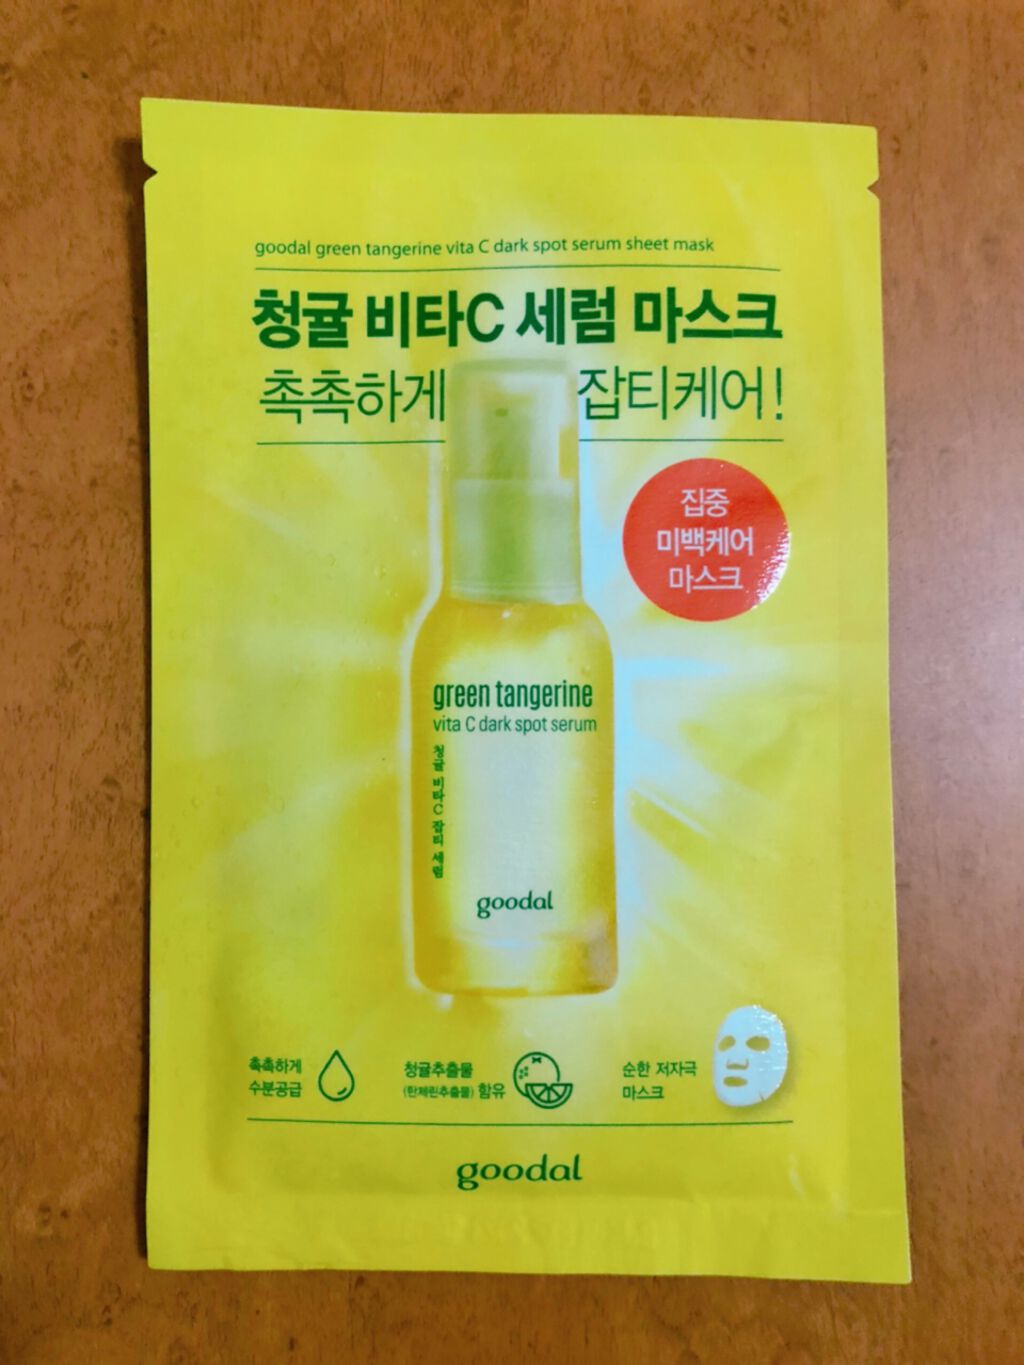 goodal green tangerine vita C dark spot serum sheet mask
청귤 비타C 세럼 마스크
촉촉하게 잡티케어!
집중
미백케어
마스크
green tangerine
vita C dark spot serum
청귤 비타C 잡티 세럼
goodal
촉촉하게
수분공급
청귤추출물
(탄제린추출물) 함유
순한 저자극
마스크
goodal